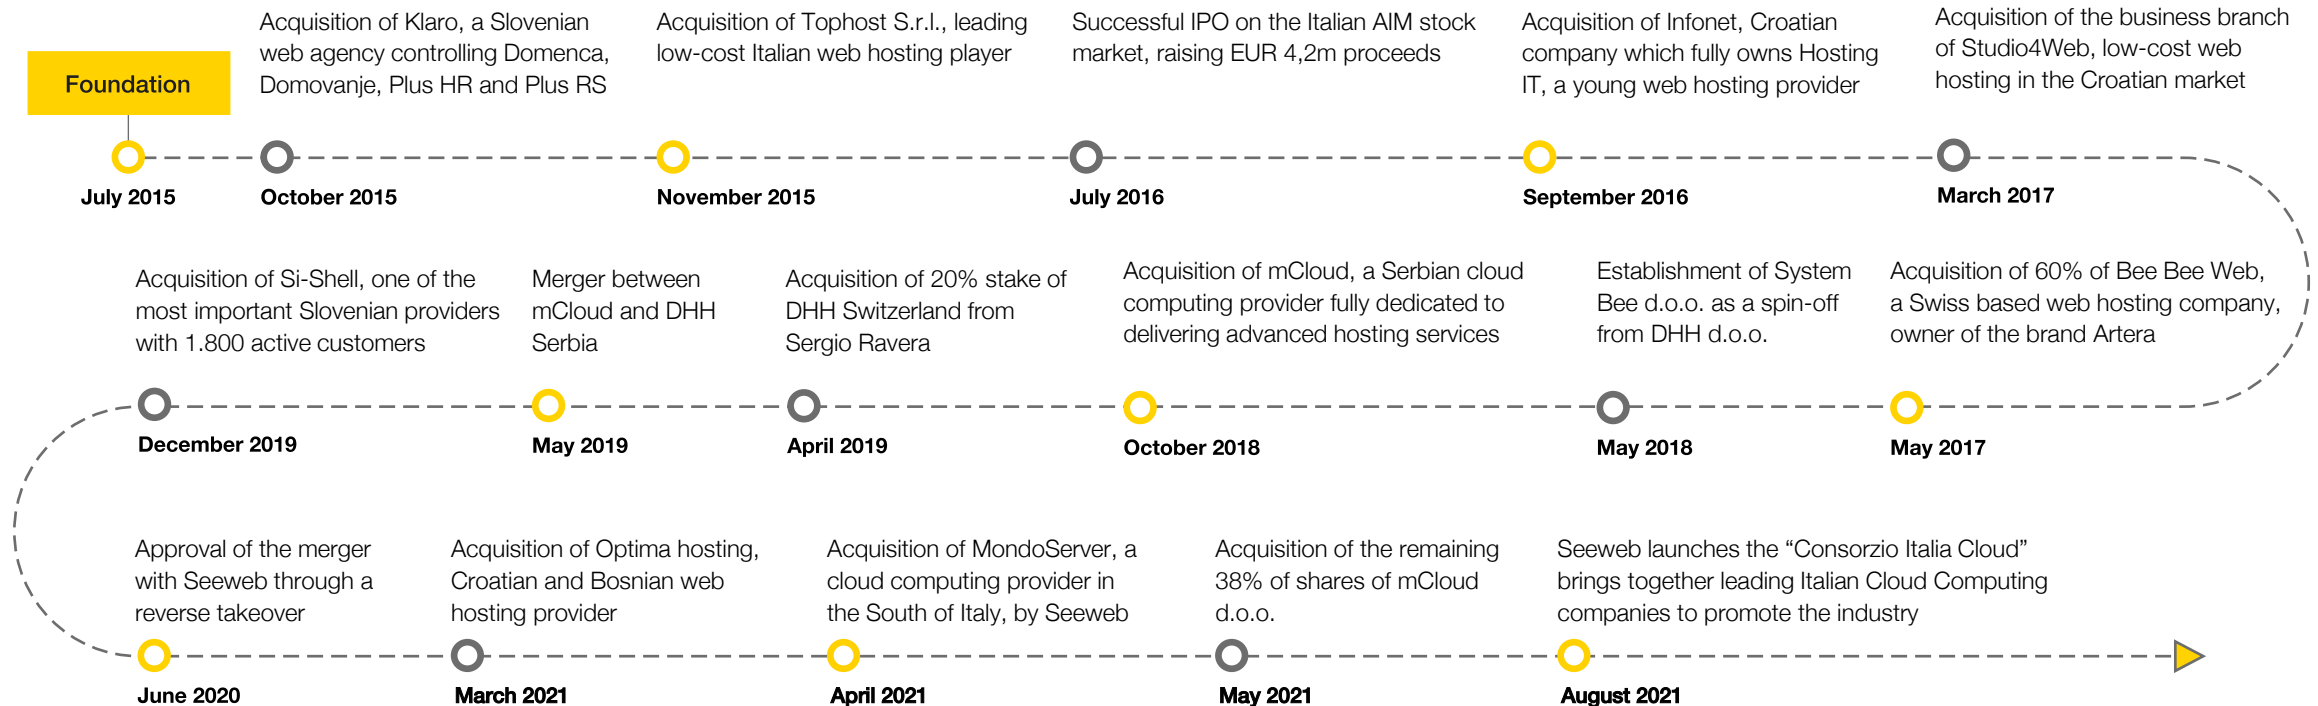 Foundation
July 2015
Acquisition of Klaro, a Slovenian
web agency controlling Domenca,
Domovanje, Plus HR and Plus RS
October 2015
Acquisition of Tophost S.r.l., leading
low-cost Italian web hosting player
November 2015
Successful IPO on the Italian AIM stock
market, raising EUR 4,2m proceeds
July 2016
Acquisition of Infonet, Croatian
company which fully owns Hosting
IT, a young web hosting provider
September 2016
Acquisition of the business branch
of Studio4Web, low-cost web
hosting in the Croatian market
March 2017
Acquisition of 60% of Bee Bee Web,
a Swiss based web hosting company,
owner of the brand Artera
May 2017
Establishment of System
Bee d.o.o. as a spin-off
from DHH d.o.o.
May 2018
Acquisition of mCloud, a Serbian cloud
computing provider fully dedicated to
delivering advanced hosting services
October 2018
Acquisition of 20% stake of
DHH Switzerland from
Sergio Ravera
April 2019
Merger between
mCloud and DHH
Serbia
May 2019
Acquisition of Si-Shell, one of the
most important Slovenian providers
with 1.800 active customers
December 2019
Approval of the merger
with Seeweb through a
reverse takeover
June 2020
Acquisition of Optima hosting,
Croatian and Bosnian web
hosting provider
March 2021
Acquisition of MondoServer, a
cloud computing provider in
the South of Italy, by Seeweb
April 2021
Acquisition of the remaining
38% of shares of mCloud
d.o.o.
May 2021
Seeweb launches the “Consorzio Italia Cloud”
brings together leading Italian Cloud Computing
companies to promote the industry
August 2021